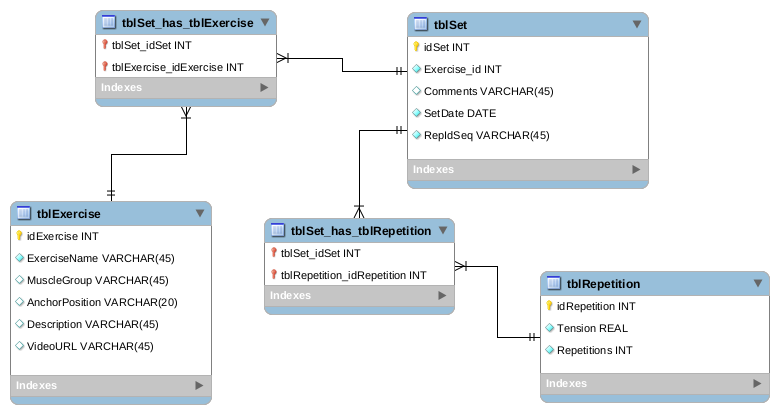 tblSet_has_tblExercise
tblSet_idSet INT
tblExercise_idExercise INT
Indexes
tblSet
idSet INT
Exercise_id INT
Comments VARCHAR(45)
SetDate DATE
RepIdSeq VARCHAR(45)
Indexes
tblExercise
idExercise INT
ExerciseName VARCHAR(45)
MuscleGroup VARCHAR(45)
AnchorPosition VARCHAR(20)
Description VARCHAR(45)
VideoURL VARCHAR(45)
Indexes
tblSet_has_tblRepetition
tblSet_idSet INT
tblRepetition_idRepetition INT
Indexes
tblRepetition
idRepetition INT
Tension REAL
Repetitions INT
Indexes